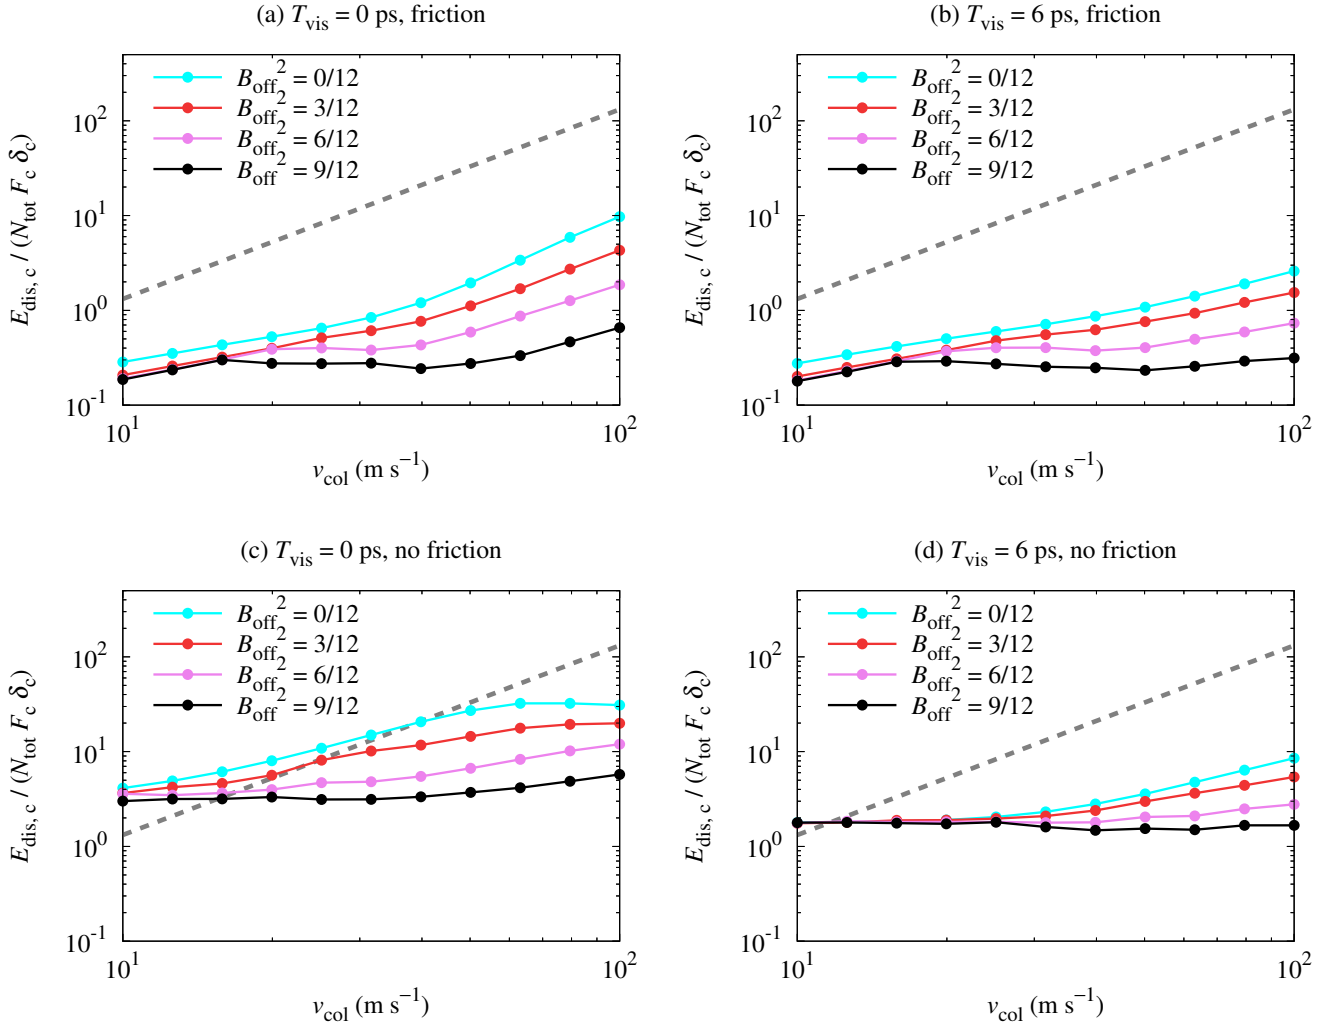 (a) T_vis = 0 ps, friction
B_off^2 = 0/12
B_off^2 = 3/12
B_off^2 = 6/12
B_off^2 = 9/12
E_dis, c / (N_tot F_c δ_c)
10^2
10^1
10^0
10^−1
10^1
10^2
v_col (m s^−1)
(b) T_vis = 6 ps, friction
B_off^2 = 0/12
B_off^2 = 3/12
B_off^2 = 6/12
B_off^2 = 9/12
E_dis, c / (N_tot F_c δ_c)
10^2
10^1
10^0
10^−1
10^1
10^2
v_col (m s^−1)
(c) T_vis = 0 ps, no friction
B_off^2 = 0/12
B_off^2 = 3/12
B_off^2 = 6/12
B_off^2 = 9/12
E_dis, c / (N_tot F_c δ_c)
10^2
10^1
10^0
10^−1
10^1
10^2
v_col (m s^−1)
(d) T_vis = 6 ps, no friction
B_off^2 = 0/12
B_off^2 = 3/12
B_off^2 = 6/12
B_off^2 = 9/12
E_dis, c / (N_tot F_c δ_c)
10^2
10^1
10^0
10^−1
10^1
10^2
v_col (m s^−1)